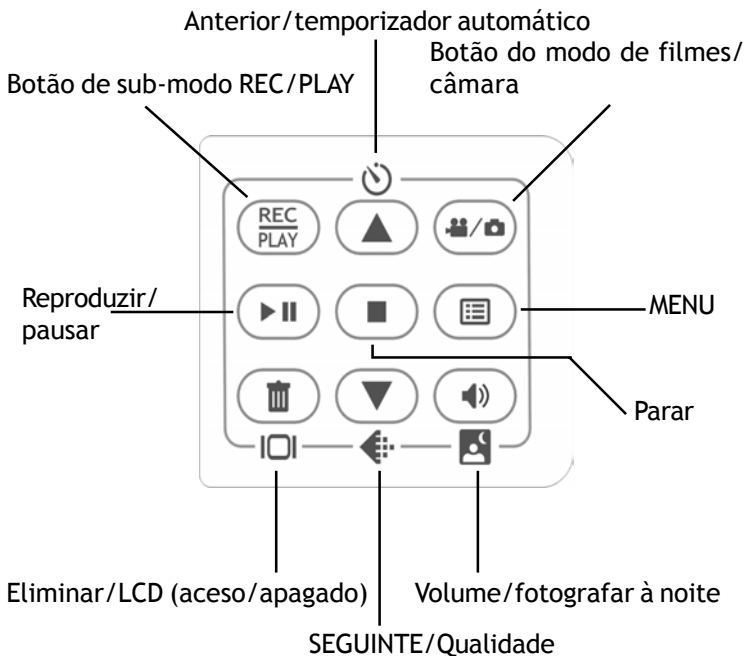 Anterior/temporizador automático
Botão do modo de filmes/
câmara
Botão de sub-modo REC/PLAY
REC
PLAY
Reproduzir/
pausar
MENU
Parar
Eliminar/LCD (aceso/apagado)
Volume/fotografar à noite
SEGUINTE/Qualidade